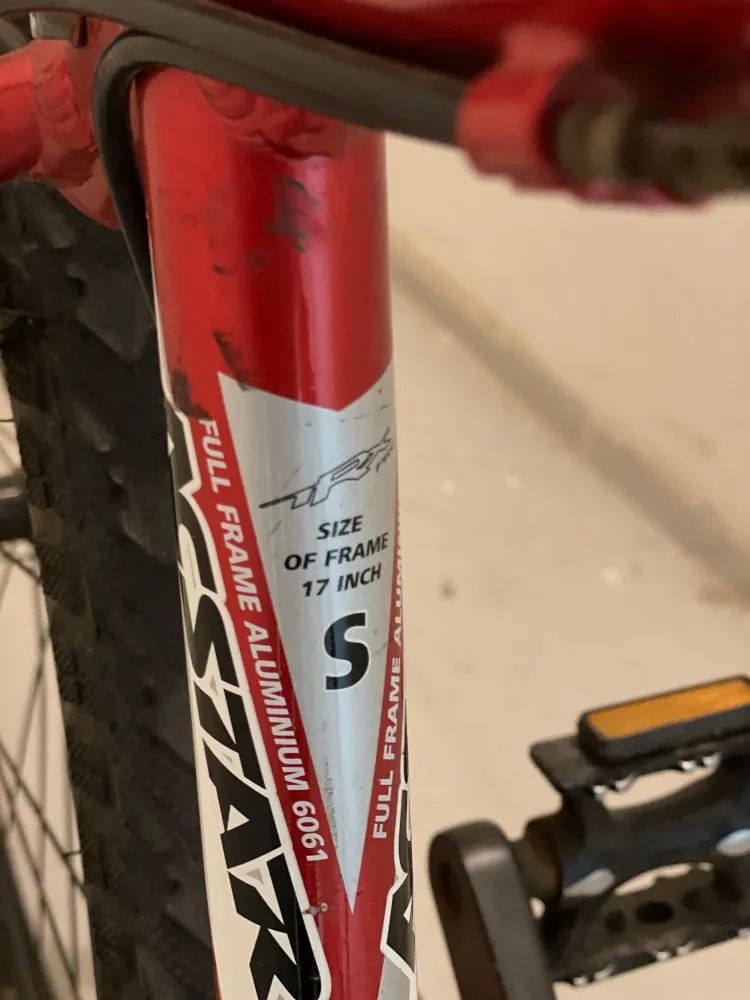 SIZE
OF FRAME
17 INCH
S
FULL FRAME ALUMINIUM 6061
FULL FRAME